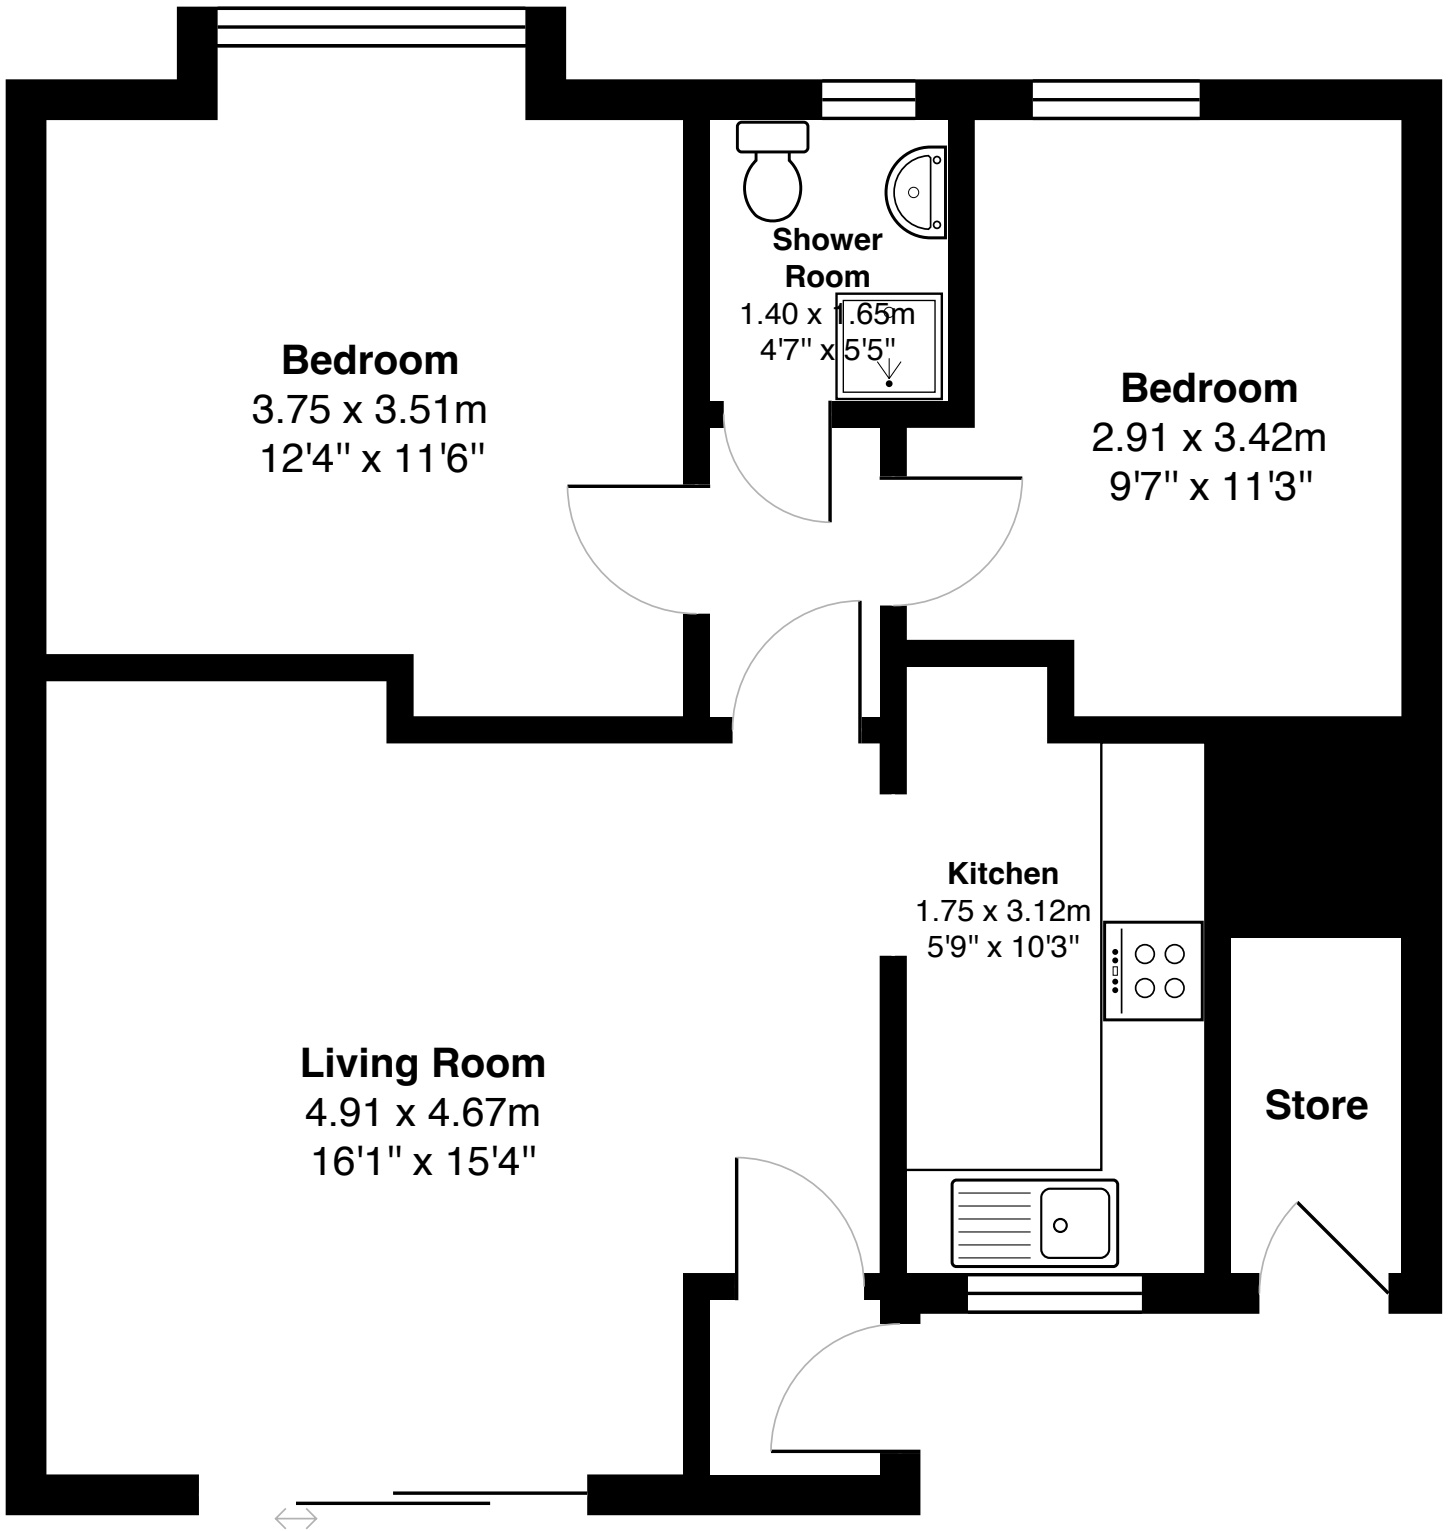 Shower
Room
1.40 x 1.65m
4'7" x 5'5"
Bedroom
3.75 x 3.51m
12'4" x 11'6"
Bedroom
2.91 x 3.42m
9'7" x 11'3"
Kitchen
1.75 x 3.12m
5'9" x 10'3"
Living Room
4.91 x 4.67m
16'1" x 15'4"
Store